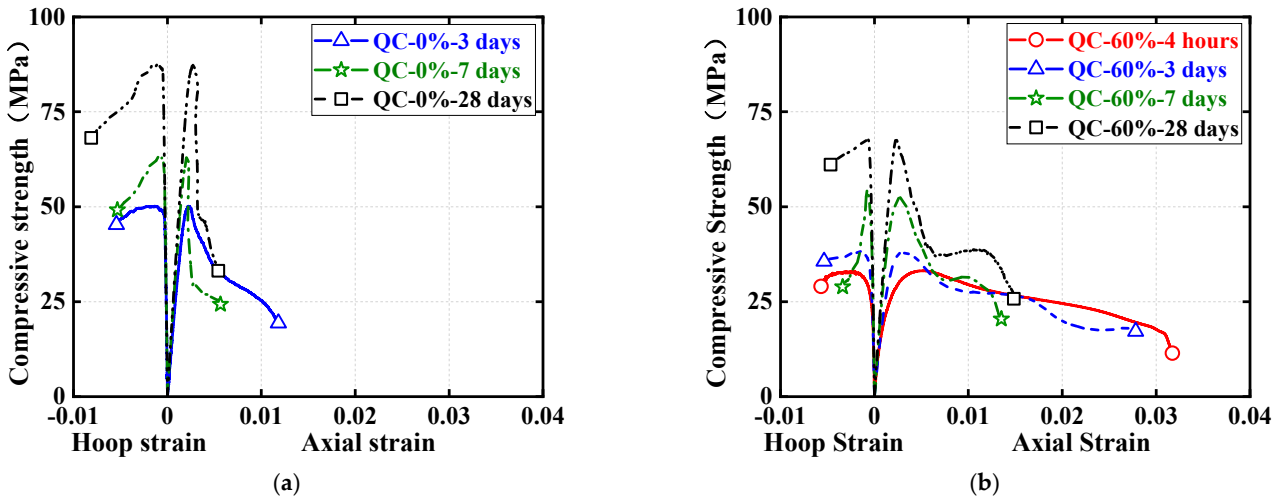 100
75
50
25
0
Compressive strength（MPa）
QC-0%-3 days
QC-0%-7 days
QC-0%-28 days
-0.01 0 0.01 0.02 0.03 0.04
Hoop strain Axial strain
(a)
100
75
50
25
0
Compressive Strength（MPa）
QC-60%-4 hours
QC-60%-3 days
QC-60%-7 days
QC-60%-28 days
-0.01 0 0.01 0.02 0.03 0.04
Hoop Strain Axial Strain
(b)